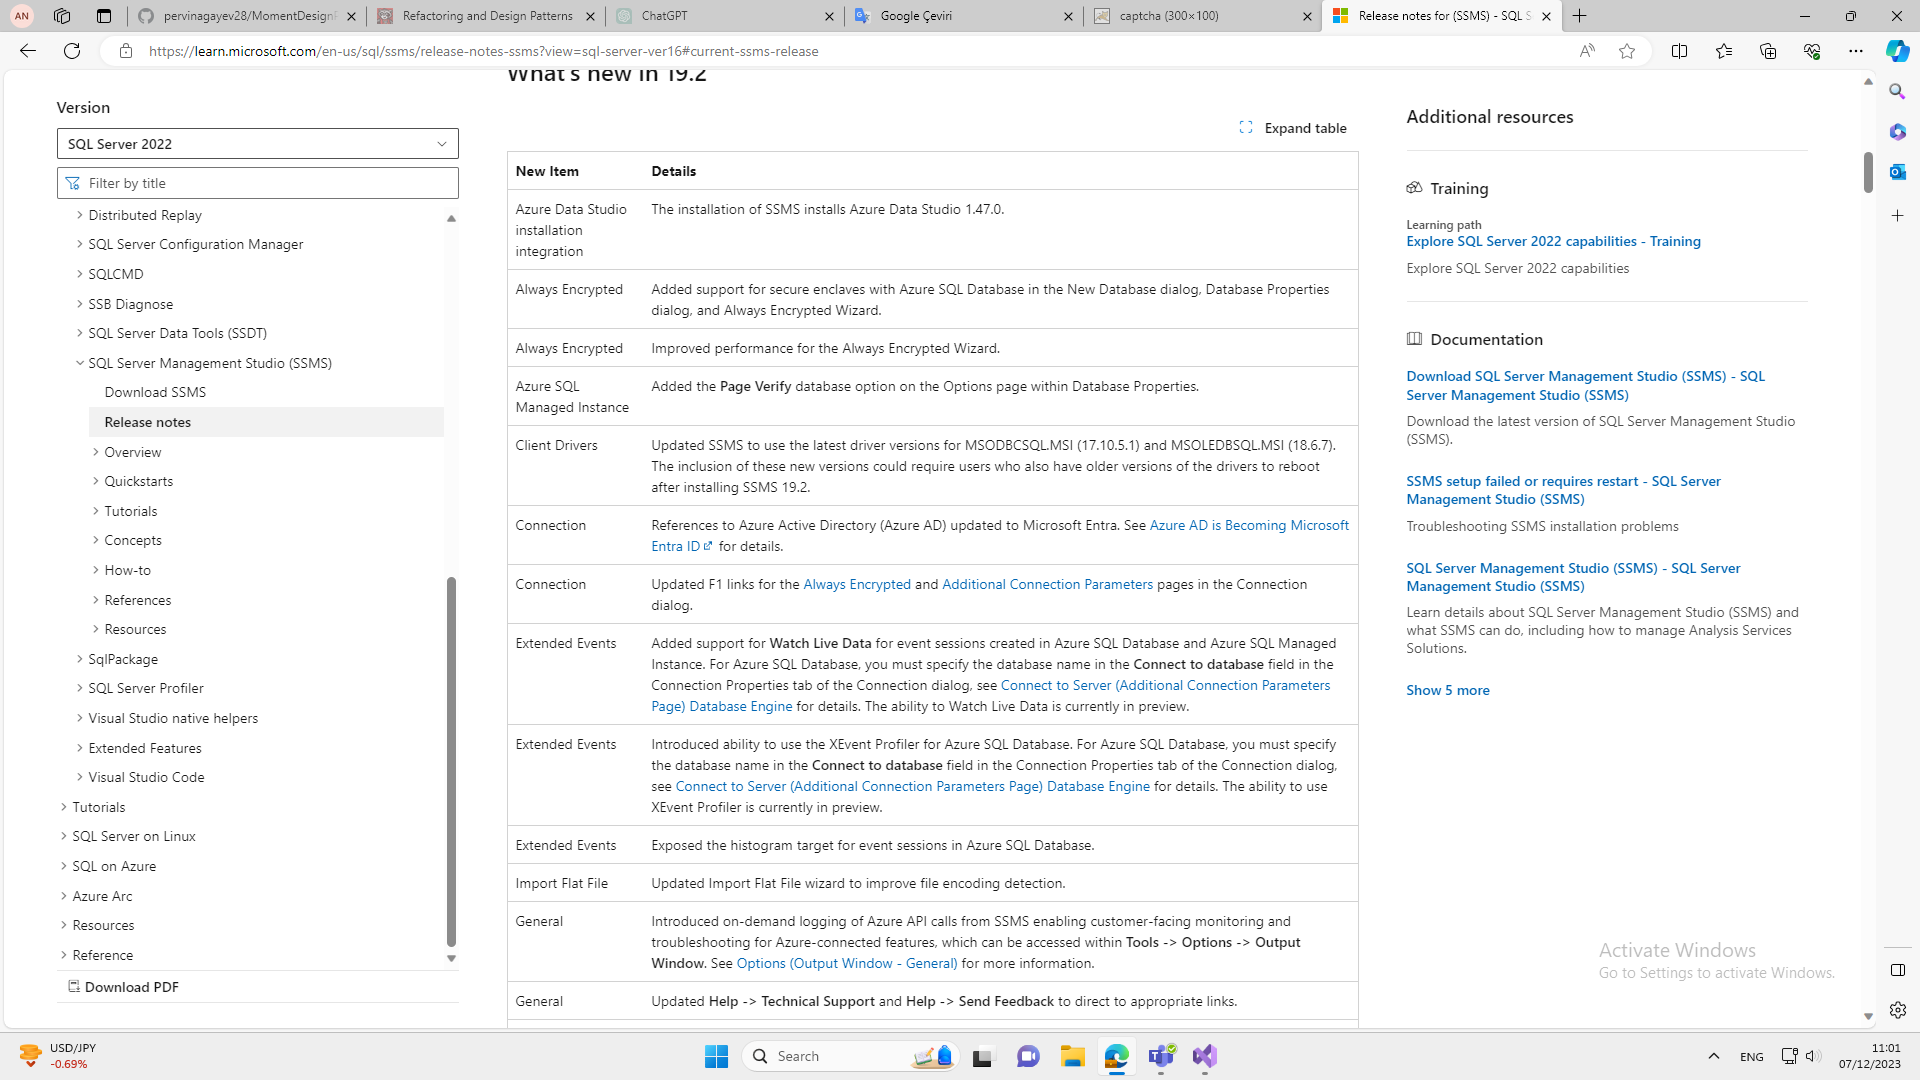 AN
pervinagayev28/MomentDesignP
Refactoring and Design Patterns
ChatGPT
Google Çeviri
captcha (300×100)
Release notes for (SSMS) - SQL S
https://learn.microsoft.com/en-us/sql/ssms/release-notes-ssms?view=sql-server-ver16#current-ssms-release
Version
SQL Server 2022
Filter by title
Distributed Replay
SQL Server Configuration Manager
SQLCMD
SSB Diagnose
SQL Server Data Tools (SSDT)
SQL Server Management Studio (SSMS)
Download SSMS
Release notes
Overview
Quickstarts
Tutorials
Concepts
How-to
References
Resources
SqlPackage
SQL Server Profiler
Visual Studio native helpers
Extended Features
Visual Studio Code
Tutorials
SQL Server on Linux
SQL on Azure
Azure Arc
Resources
Reference
Download PDF
What's new in 19.2
Expand table
New Item Details
Azure Data Studio The installation of SSMS installs Azure Data Studio 1.47.0.
installation
integration
Always Encrypted Added support for secure enclaves with Azure SQL Database in the New Database dialog, Database Properties
dialog, and Always Encrypted Wizard.
Always Encrypted Improved performance for the Always Encrypted Wizard.
Azure SQL Added the Page Verify database option on the Options page within Database Properties.
Managed Instance
Client Drivers Updated SSMS to use the latest driver versions for MSODBCSQL.MSI (17.10.5.1) and MSOLEDBSQL.MSI (18.6.7).
The inclusion of these new versions could require users who also have older versions of the drivers to reboot
after installing SSMS 19.2.
Connection References to Azure Active Directory (Azure AD) updated to Microsoft Entra. See Azure AD is Becoming Microsoft
Entra ID for details.
Connection Updated F1 links for the Always Encrypted and Additional Connection Parameters pages in the Connection
dialog.
Extended Events Added support for Watch Live Data for event sessions created in Azure SQL Database and Azure SQL Managed
Instance. For Azure SQL Database, you must specify the database name in the Connect to database field in the
Connection Properties tab of the Connection dialog, see Connect to Server (Additional Connection Parameters
Page) Database Engine for details. The ability to Watch Live Data is currently in preview.
Extended Events Introduced ability to use the XEvent Profiler for Azure SQL Database. For Azure SQL Database, you must specify
the database name in the Connect to database field in the Connection Properties tab of the Connection dialog,
see Connect to Server (Additional Connection Parameters Page) Database Engine for details. The ability to use
XEvent Profiler is currently in preview.
Extended Events Exposed the histogram target for event sessions in Azure SQL Database.
Import Flat File Updated Import Flat File wizard to improve file encoding detection.
General Introduced on-demand logging of Azure API calls from SSMS enabling customer-facing monitoring and
troubleshooting for Azure-connected features, which can be accessed within Tools -> Options -> Output
Window. See Options (Output Window - General) for more information.
General Updated Help -> Technical Support and Help -> Send Feedback to direct to appropriate links.
Additional resources
Training
Learning path
Explore SQL Server 2022 capabilities - Training
Explore SQL Server 2022 capabilities
Documentation
Download SQL Server Management Studio (SSMS) - SQL
Server Management Studio (SSMS)
Download the latest version of SQL Server Management Studio
(SSMS).
SSMS setup failed or requires restart - SQL Server
Management Studio (SSMS)
Troubleshooting SSMS installation problems
SQL Server Management Studio (SSMS) - SQL Server
Management Studio (SSMS)
Learn details about SQL Server Management Studio (SSMS) and
what SSMS can do, including how to manage Analysis Services
Solutions.
Show 5 more
Activate Windows
Go to Settings to activate Windows.
USD/JPY
-0.69%
Search
ENG
11:01
07/12/2023